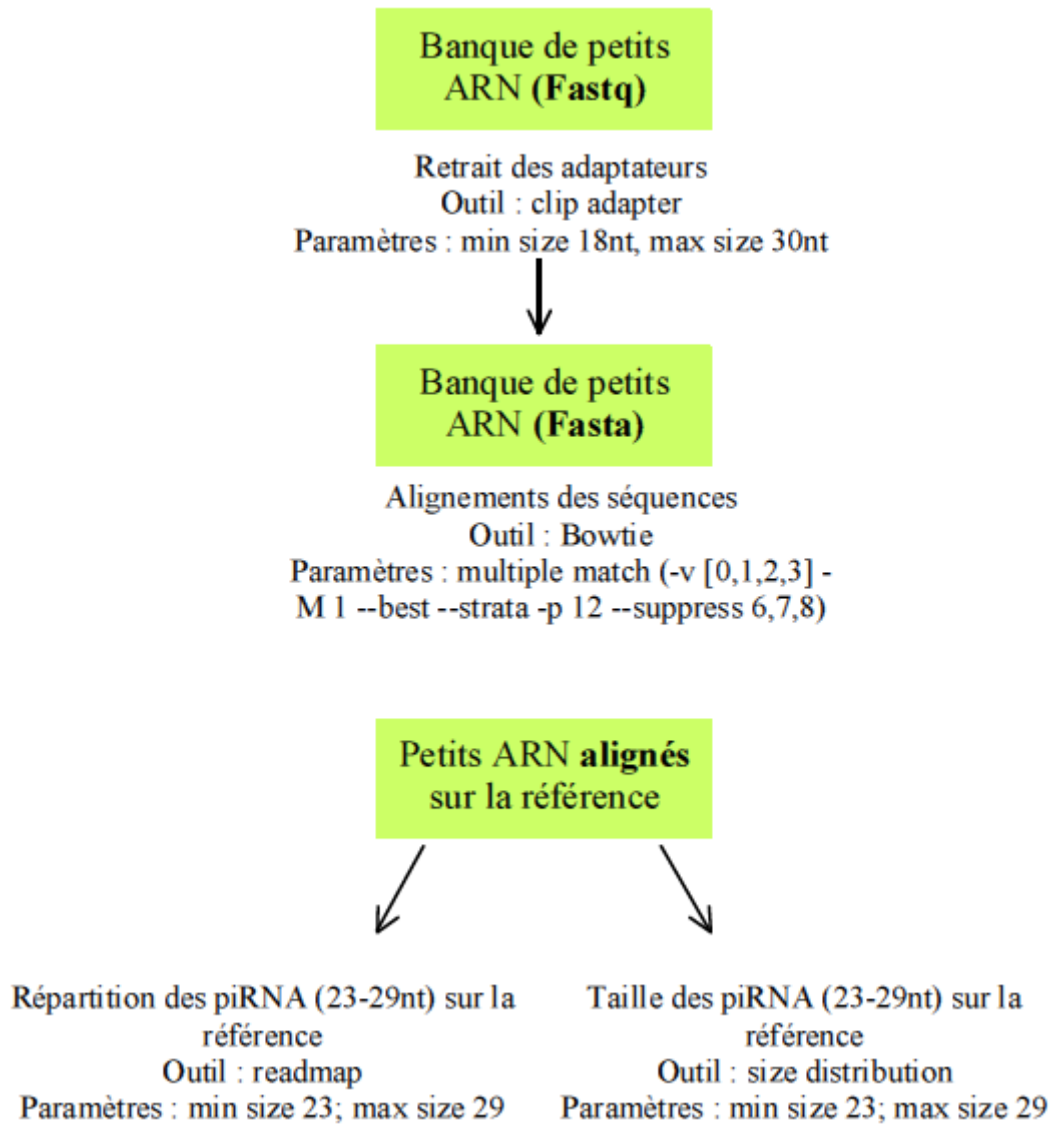 Banque de petits
ARN (Fastq)
Retrait des adaptateurs
Outil : clip adapter
Paramètres : min size 18nt, max size 30nt
Banque de petits
ARN (Fasta)
Alignements des séquences
Outil : Bowtie
Paramètres : multiple match (-v [0,1,2,3] -
M 1 --best --strata -p 12 --suppress 6,7,8)
Petits ARN alignés
sur la référence
Répartition des piRNA (23-29nt) sur la
référence
Outil : readmap
Paramètres : min size 23; max size 29
Taille des piRNA (23-29nt) sur la
référence
Outil : size distribution
Paramètres : min size 23; max size 29